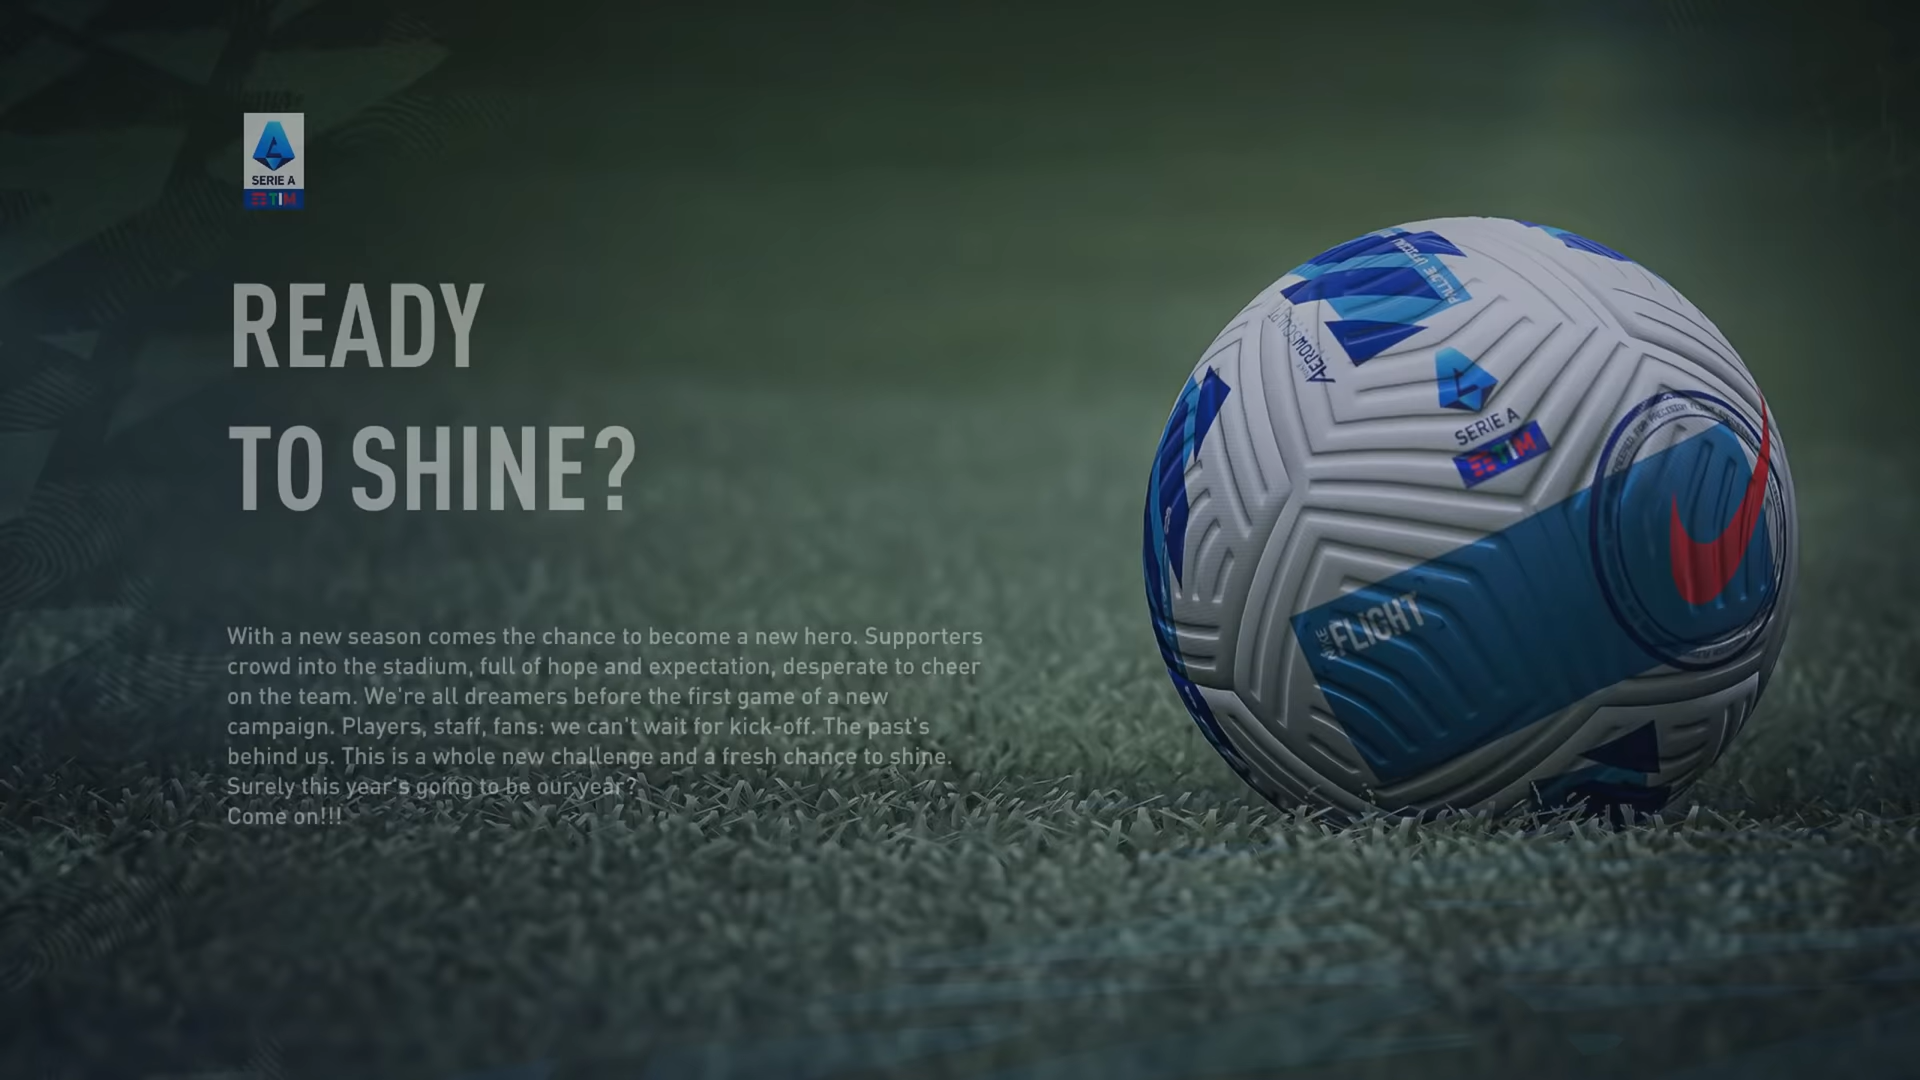 SERIE A
TIM
READY
TO SHINE?
With a new season comes the chance to become a new hero. Supporters
crowd into the stadium, full of hope and expectation, desperate to cheer
on the team. We're all dreamers before the first game of a new
campaign. Players, staff, fans: we can't wait for kick-off. The past's
behind us. This is a whole new challenge and a fresh chance to shine.
Surely this year's going to be our year?
Come on!!!
AEROWSCULPT
SERIE A
TIM
NIKE FLIGHT